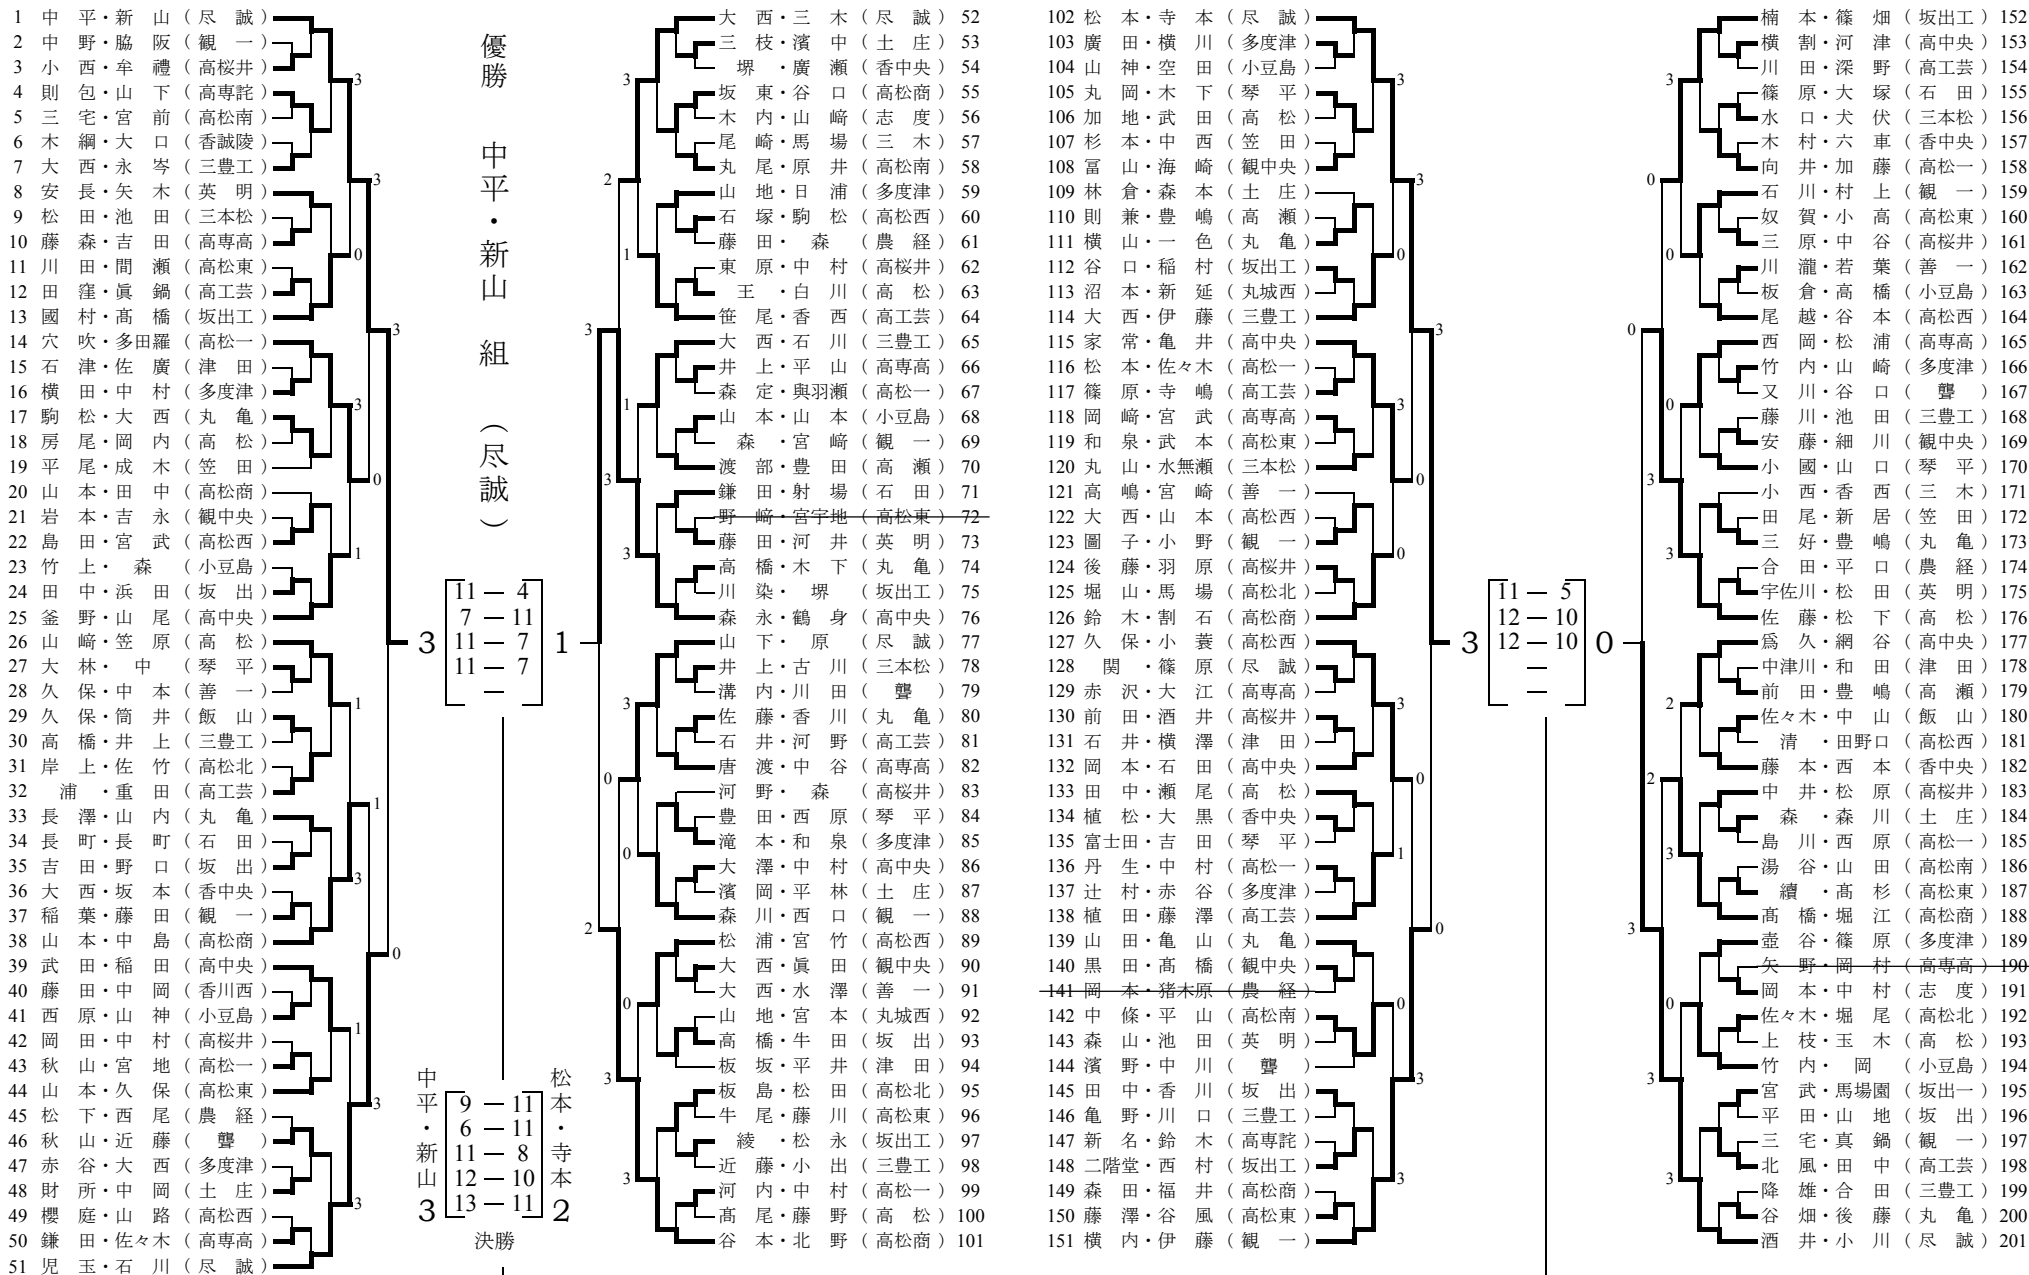 1 中 平・新 山 ( 尽 誠 )
2 中 野・脇 阪 ( 観 一 )
3 小 西・牟 禮 ( 高桜井 )
4 則 包・山 下 ( 高専詫 )
5 三 宅・宮 前 ( 高松南 )
6 木 綱・大 口 ( 香誠陵 )
7 大 西・永 岑 ( 三豊工 )
8 安 長・矢 木 ( 英 明 )
9 松 田・池 田 ( 三本松 )
10 藤 森・吉 田 ( 高専高 )
11 川 田・間 瀬 ( 高松東 )
12 田 窪・眞 鍋 ( 高工芸 )
13 國 村・髙 橋 ( 坂出工 )
14 穴 吹・多田羅 ( 高松一 )
15 石 津・佐 廣 ( 津 田 )
16 横 田・中 村 ( 多度津 )
17 駒 松・大 西 ( 丸 亀 )
18 房 尾・岡 内 ( 高 松 )
19 平 尾・成 木 ( 笠 田 )
20 山 本・田 中 ( 高松商 )
21 岩 本・吉 永 ( 観中央 )
22 島 田・宮 武 ( 高松西 )
23 竹 上・ 森 ( 小豆島 )
24 田 中・浜 田 ( 坂 出 )
25 釜 野・山 尾 ( 高中央 )
26 山 﨑・笠 原 ( 高 松 )
27 大 林・ 中 ( 琴 平 )
28 久 保・中 本 ( 善 一 )
29 久 保・筒 井 ( 飯 山 )
30 高 橋・井 上 ( 三豊工 )
31 岸 上・佐 竹 ( 高松北 )
32 浦 ・重 田 ( 高工芸 )
33 長 澤・山 内 ( 丸 亀 )
34 長 町・長 町 ( 石 田 )
35 吉 田・野 口 ( 坂 出 )
36 大 西・坂 本 ( 香中央 )
37 稲 葉・藤 田 ( 観 一 )
38 山 本・中 島 ( 高松商 )
39 武 田・稲 田 ( 高中央 )
40 藤 田・中 岡 ( 香川西 )
41 西 原・山 神 ( 小豆島 )
42 岡 田・中 村 ( 高桜井 )
43 秋 山・宮 地 ( 高松一 )
44 山 本・久 保 ( 高松東 )
45 松 下・西 尾 ( 農 経 )
46 秋 山・近 藤 ( 聾 )
47 赤 谷・大 西 ( 多度津 )
48 財 所・中 岡 ( 土 庄 )
49 櫻 庭・山 路 ( 高松西 )
50 鎌 田・佐々木 ( 高専高 )
51 児 玉・石 川 ( 尽 誠 )
3
0
3
0
1
1
3
1
3
3
0
1
3
3
0
優勝 中平・新山 組 (尽誠)
3
11 ― 4
7 ― 11
11 ― 7
11 ― 7
―
1
中平・新山
3
9 ― 11
6 ― 11
11 ― 8
12 ― 10
13 ― 11
松本・寺本
2
決勝
3
1
1
3
3
0
0
3
2
3
0
3
3
2
大 西・三 木 ( 尽 誠 ) 52
三 枝・濱 中 ( 土 庄 ) 53
堺 ・廣 瀬 ( 香中央 ) 54
坂 東・谷 口 ( 高松商 ) 55
木 内・山 﨑 ( 志 度 ) 56
尾 崎・馬 場 ( 三 木 ) 57
丸 尾・原 井 ( 高松南 ) 58
山 地・日 浦 ( 多度津 ) 59
石 塚・駒 松 ( 高松西 ) 60
藤 田・ 森 ( 農 経 ) 61
東 原・中 村 ( 高桜井 ) 62
王 ・白 川 ( 高 松 ) 63
笹 尾・香 西 ( 高工芸 ) 64
大 西・石 川 ( 三豊工 ) 65
井 上・平 山 ( 高専高 ) 66
森 定・與羽瀬 ( 高松一 ) 67
山 本・山 本 ( 小豆島 ) 68
森 ・宮 﨑 ( 観 一 ) 69
渡 部・豊 田 ( 高 瀬 ) 70
鎌 田・射 場 ( 石 田 ) 71
野 﨑・宮宇地 ( 高松東 ) 72
藤 田・河 井 ( 英 明 ) 73
高 橋・木 下 ( 丸 亀 ) 74
川 染・ 堺 ( 坂出工 ) 75
森 永・鶴 身 ( 高中央 ) 76
山 下・ 原 ( 尽 誠 ) 77
井 上・古 川 ( 三本松 ) 78
溝 内・川 田 ( 聾 ) 79
佐 藤・香 川 ( 丸 亀 ) 80
石 井・河 野 ( 高工芸 ) 81
唐 渡・中 谷 ( 高専高 ) 82
河 野・ 森 ( 高桜井 ) 83
豊 田・西 原 ( 琴 平 ) 84
滝 本・和 泉 ( 多度津 ) 85
大 澤・中 村 ( 高中央 ) 86
濱 岡・平 林 ( 土 庄 ) 87
森 川・西 口 ( 観 一 ) 88
松 浦・宮 竹 ( 高松西 ) 89
大 西・眞 田 ( 観中央 ) 90
大 西・水 澤 ( 善 一 ) 91
山 地・宮 本 ( 丸城西 ) 92
高 橋・牛 田 ( 坂 出 ) 93
板 坂・平 井 ( 津 田 ) 94
板 島・松 田 ( 高松北 ) 95
牛 尾・藤 川 ( 高松東 ) 96
綾 ・松 永 ( 坂出工 ) 97
近 藤・小 出 ( 三豊工 ) 98
河 内・中 村 ( 高松一 ) 99
髙 尾・藤 野 ( 高 松 ) 100
谷 本・北 野 ( 高松商 ) 101
102 松 本・寺 本 ( 尽 誠 )
103 廣 田・横 川 ( 多度津 )
104 山 神・空 田 ( 小豆島 )
105 丸 岡・木 下 ( 琴 平 )
106 加 地・武 田 ( 高 松 )
107 杉 本・中 西 ( 笠 田 )
108 冨 山・海 崎 ( 観中央 )
109 林 倉・森 本 ( 土 庄 )
110 則 兼・豊 嶋 ( 高 瀬 )
111 横 山・一 色 ( 丸 亀 )
112 谷 口・稲 村 ( 坂出工 )
113 沼 本・新 延 ( 丸城西 )
114 大 西・伊 藤 ( 三豊工 )
115 家 常・亀 井 ( 高中央 )
116 松 本・佐々木 ( 高松一 )
117 篠 原・寺 嶋 ( 高工芸 )
118 岡 﨑・宮 武 ( 高専高 )
119 和 泉・武 本 ( 高松東 )
120 丸 山・水無瀬 ( 三本松 )
121 高 嶋・宮 崎 ( 善 一 )
122 大 西・山 本 ( 高松西 )
123 圖 子・小 野 ( 観 一 )
124 後 藤・羽 原 ( 高桜井 )
125 堀 山・馬 場 ( 高松北 )
126 鈴 木・割 石 ( 高松商 )
127 久 保・小 蓑 ( 高松西 )
128 関 ・篠 原 ( 尽 誠 )
129 赤 沢・大 江 ( 高専高 )
130 前 田・酒 井 ( 高桜井 )
131 石 井・横 澤 ( 津 田 )
132 岡 本・石 田 ( 高中央 )
133 田 中・瀬 尾 ( 高 松 )
134 植 松・大 黒 ( 香中央 )
135 富士田・吉 田 ( 琴 平 )
136 丹 生・中 村 ( 高松一 )
137 辻 村・赤 谷 ( 多度津 )
138 植 田・藤 澤 ( 高工芸 )
139 山 田・亀 山 ( 丸 亀 )
140 黒 田・髙 橋 ( 観中央 )
141 岡 本・猪木原 ( 農 経 )
142 中 條・平 山 ( 高松南 )
143 森 山・池 田 ( 英 明 )
144 濱 野・中 川 ( 聾 )
145 田 中・香 川 ( 坂 出 )
146 亀 野・川 口 ( 三豊工 )
147 新 名・鈴 木 ( 高専詫 )
148 二階堂・西 村 ( 坂出工 )
149 森 田・福 井 ( 高松商 )
150 藤 澤・谷 風 ( 高松東 )
151 横 内・伊 藤 ( 観 一 )
3
0
3
0
3
1
0
3
3
0
0
3
3
0
3
11 ― 5
12 ― 10
12 ― 10
―
―
0
3
0
0
3
2
3
0
3
0
3
2
3
0
3
楠 本・篠 畑 ( 坂出工 ) 152
横 割・河 津 ( 高中央 ) 153
川 田・深 野 ( 高工芸 ) 154
篠 原・大 塚 ( 石 田 ) 155
水 口・犬 伏 ( 三本松 ) 156
木 村・六 車 ( 香中央 ) 157
向 井・加 藤 ( 高松一 ) 158
石 川・村 上 ( 観 一 ) 159
奴 賀・小 高 ( 高松東 ) 160
三 原・中 谷 ( 高桜井 ) 161
川 瀧・若 葉 ( 善 一 ) 162
板 倉・高 橋 ( 小豆島 ) 163
尾 越・谷 本 ( 高松西 ) 164
西 岡・松 浦 ( 高専高 ) 165
竹 内・山 崎 ( 多度津 ) 166
又 川・谷 口 ( 聾 ) 167
藤 川・池 田 ( 三豊工 ) 168
安 藤・細 川 ( 観中央 ) 169
小 國・山 口 ( 琴 平 ) 170
小 西・香 西 ( 三 木 ) 171
田 尾・新 居 ( 笠 田 ) 172
三 好・豊 嶋 ( 丸 亀 ) 173
合 田・平 口 ( 農 経 ) 174
宇佐川・松 田 ( 英 明 ) 175
佐 藤・松 下 ( 高 松 ) 176
爲 久・網 谷 ( 高中央 ) 177
中津川・和 田 ( 津 田 ) 178
前 田・豊 嶋 ( 高 瀬 ) 179
佐々木・中 山 ( 飯 山 ) 180
清 ・田野口 ( 高松西 ) 181
藤 本・西 本 ( 香中央 ) 182
中 井・松 原 ( 高桜井 ) 183
森 ・森 川 ( 土 庄 ) 184
島 川・西 原 ( 高松一 ) 185
湯 谷・山 田 ( 高松南 ) 186
續 ・髙 杉 ( 高松東 ) 187
髙 橋・堀 江 ( 高松商 ) 188
壺 谷・篠 原 ( 多度津 ) 189
矢 野・岡 村 ( 高専高 ) 190
岡 本・中 村 ( 志 度 ) 191
佐々木・堀 尾 ( 高松北 ) 192
上 枝・玉 木 ( 高 松 ) 193
竹 内・ 岡 ( 小豆島 ) 194
宮 武・馬場園 ( 坂出一 ) 195
平 田・山 地 ( 坂 出 ) 196
三 宅・真 鍋 ( 観 一 ) 197
北 風・田 中 ( 高工芸 ) 198
降 雄・合 田 ( 三豊工 ) 199
谷 畑・後 藤 ( 丸 亀 ) 200
酒 井・小 川 ( 尽 誠 ) 201